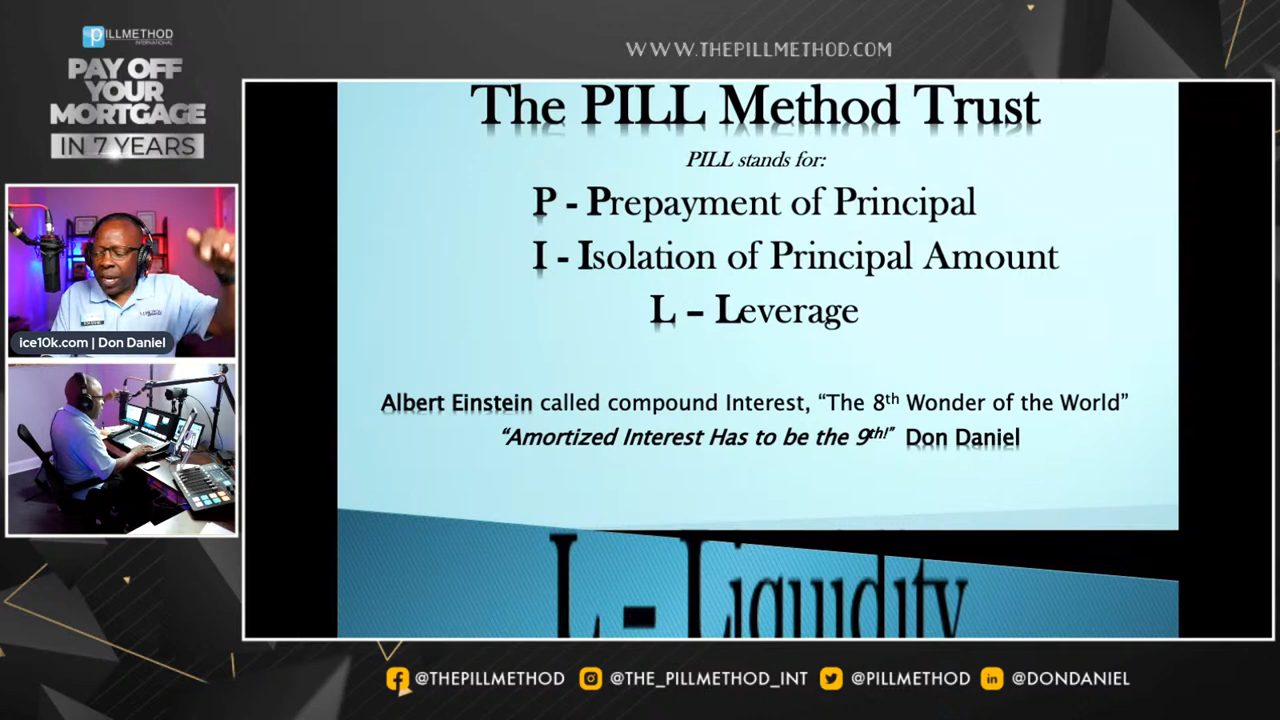 PILLMETHOD
INTERNATIONAL
PAY OFF
YOUR
MORTGAGE
IN 7 YEARS
WWW.THEPILLMETHOD.COM
The PILL Method Trust
PILL stands for:
P - Prepayment of Principal
I - Isolation of Principal Amount
L – Leverage
Albert Einstein called compound Interest, “The 8th Wonder of the World”
“Amortized Interest Has to be the 9th!” Don Daniel
L - Liquidity
ice10k.com | Don Daniel
@THEPILLMETHOD
@THE_PILLMETHOD_INT
@PILLMETHOD
@DONDANIEL